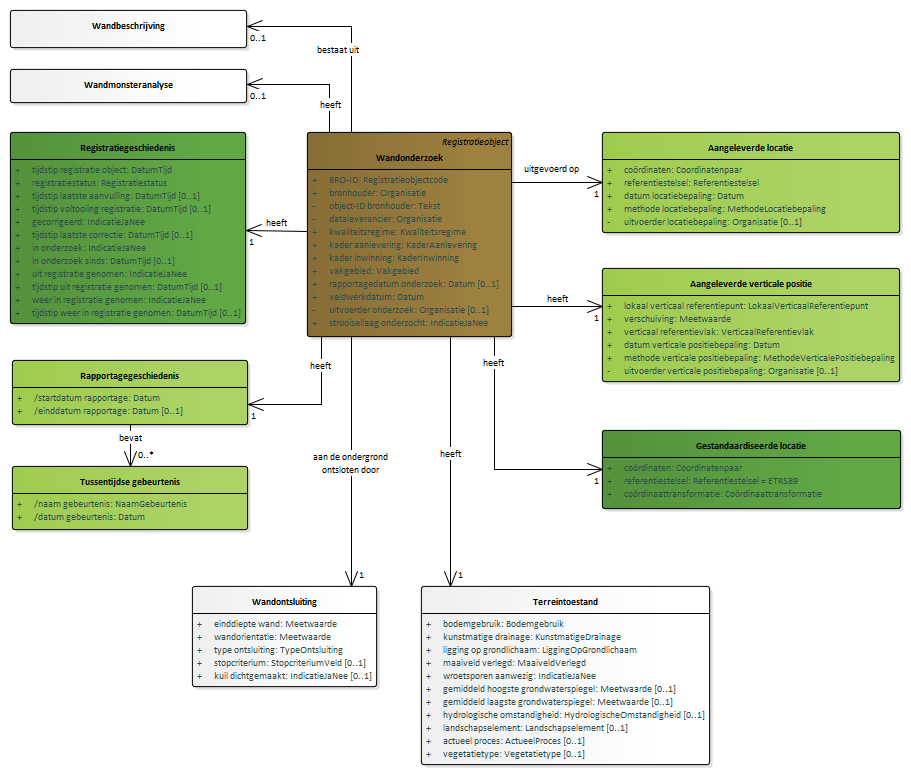 Wandbeschrijving
0..1
bestaat uit
Wandmonsteranalyse
0..1
heeft
Registratiegeschiedenis
+ tijdstip registratie object: DatumTijd
+ registratiestatus: Registratiestatus
+ tijdstip laatste aanvulling: DatumTijd [0..1]
+ tijdstip voltooiing registratie: DatumTijd [0..1]
+ gecorrigeerd: IndicatieJaNee
+ tijdstip laatste correctie: DatumTijd [0..1]
+ in onderzoek: IndicatieJaNee
+ in onderzoek sinds: DatumTijd [0..1]
+ uit registratie genomen: IndicatieJaNee
+ tijdstip uit registratie genomen: DatumTijd [0..1]
+ weer in registratie genomen: IndicatieJaNee
+ tijdstip weer in registratie genomen: DatumTijd [0..1]
heeft
1
Registratieobject
Wandonderzoek
+ BRO-ID: Registratieobjectcode
+ bronhouder: Organisatie
- object-ID bronhouder: Tekst
- dataleverancier: Organisatie
+ kwaliteitsregime: Kwaliteitsregime
+ kader aanlevering: KaderAanlevering
+ kader inwinning: KaderInwinning
+ vakgebied: Vakgebied
+ rapportagedatum onderzoek: Datum [0..1]
+ veldwerkdatum: Datum
- uitvoerder onderzoek: Organisatie [0..1]
+ strooisellaag onderzocht: IndicatieJaNee
uitgevoerd op
1
Aangeleverde locatie
+ coördinaten: Coordinatenpaar
+ referentiestelsel: Referentiestelsel
+ datum locatiebepaling: Datum
+ methode locatiebepaling: MethodeLocatiebepaling
- uitvoerder locatiebepaling: Organisatie [0..1]
heeft
1
Aangeleverde verticale positie
+ lokaal verticaal referentiepunt: LokaalVerticaalReferentiepunt
+ verschuiving: Meetwaarde
+ verticaal referentievlak: VerticaalReferentievlak
+ datum verticale positiebepaling: Datum
+ methode verticale positiebepaling: MethodeVerticalePositiebepaling
- uitvoerder verticale positiebepaling: Organisatie [0..1]
heeft
1
Gestandaardiseerde locatie
+ coördinaten: Coordinatenpaar
+ referentiestelsel: Referentiestelsel = ETRS89
+ coördinaattransformatie: Coördinaattransformatie
heeft
1
Rapportagegeschiedenis
+ /startdatum rapportage: Datum
+ /einddatum rapportage: Datum [0..1]
bevat
0..*
Tussentijdse gebeurtenis
+ /naam gebeurtenis: NaamGebeurtenis
+ /datum gebeurtenis: Datum
aan de ondergrond
ontsloten door
1
heeft
1
Wandontsluiting
+ einddiepte wand: Meetwaarde
+ wandorientatie: Meetwaarde
+ type ontsluiting: TypeOntsluiting
+ stopcriterium: StopcriteriumVeld [0..1]
+ kuil dichtgemaakt: IndicatieJaNee [0..1]
Terreintoestand
+ bodemgebruik: Bodemgebruik
+ kunstmatige drainage: KunstmatigeDrainage
+ ligging op grondlichaam: LiggingOpGrondlichaam
+ maaiveld verlegd: MaaiveldVerlegd
+ wroetsporen aanwezig: IndicatieJaNee
+ gemiddeld hoogste grondwaterspiegel: Meetwaarde [0..1]
+ gemiddeld laagste grondwaterspiegel: Meetwaarde [0..1]
+ hydrologische omstandigheid: HydrologischeOmstandigheid [0..1]
+ landschapselement: Landschapselement [0..1]
+ actueel proces: ActueelProces [0..1]
+ vegetatietype: Vegetatietype [0..1]